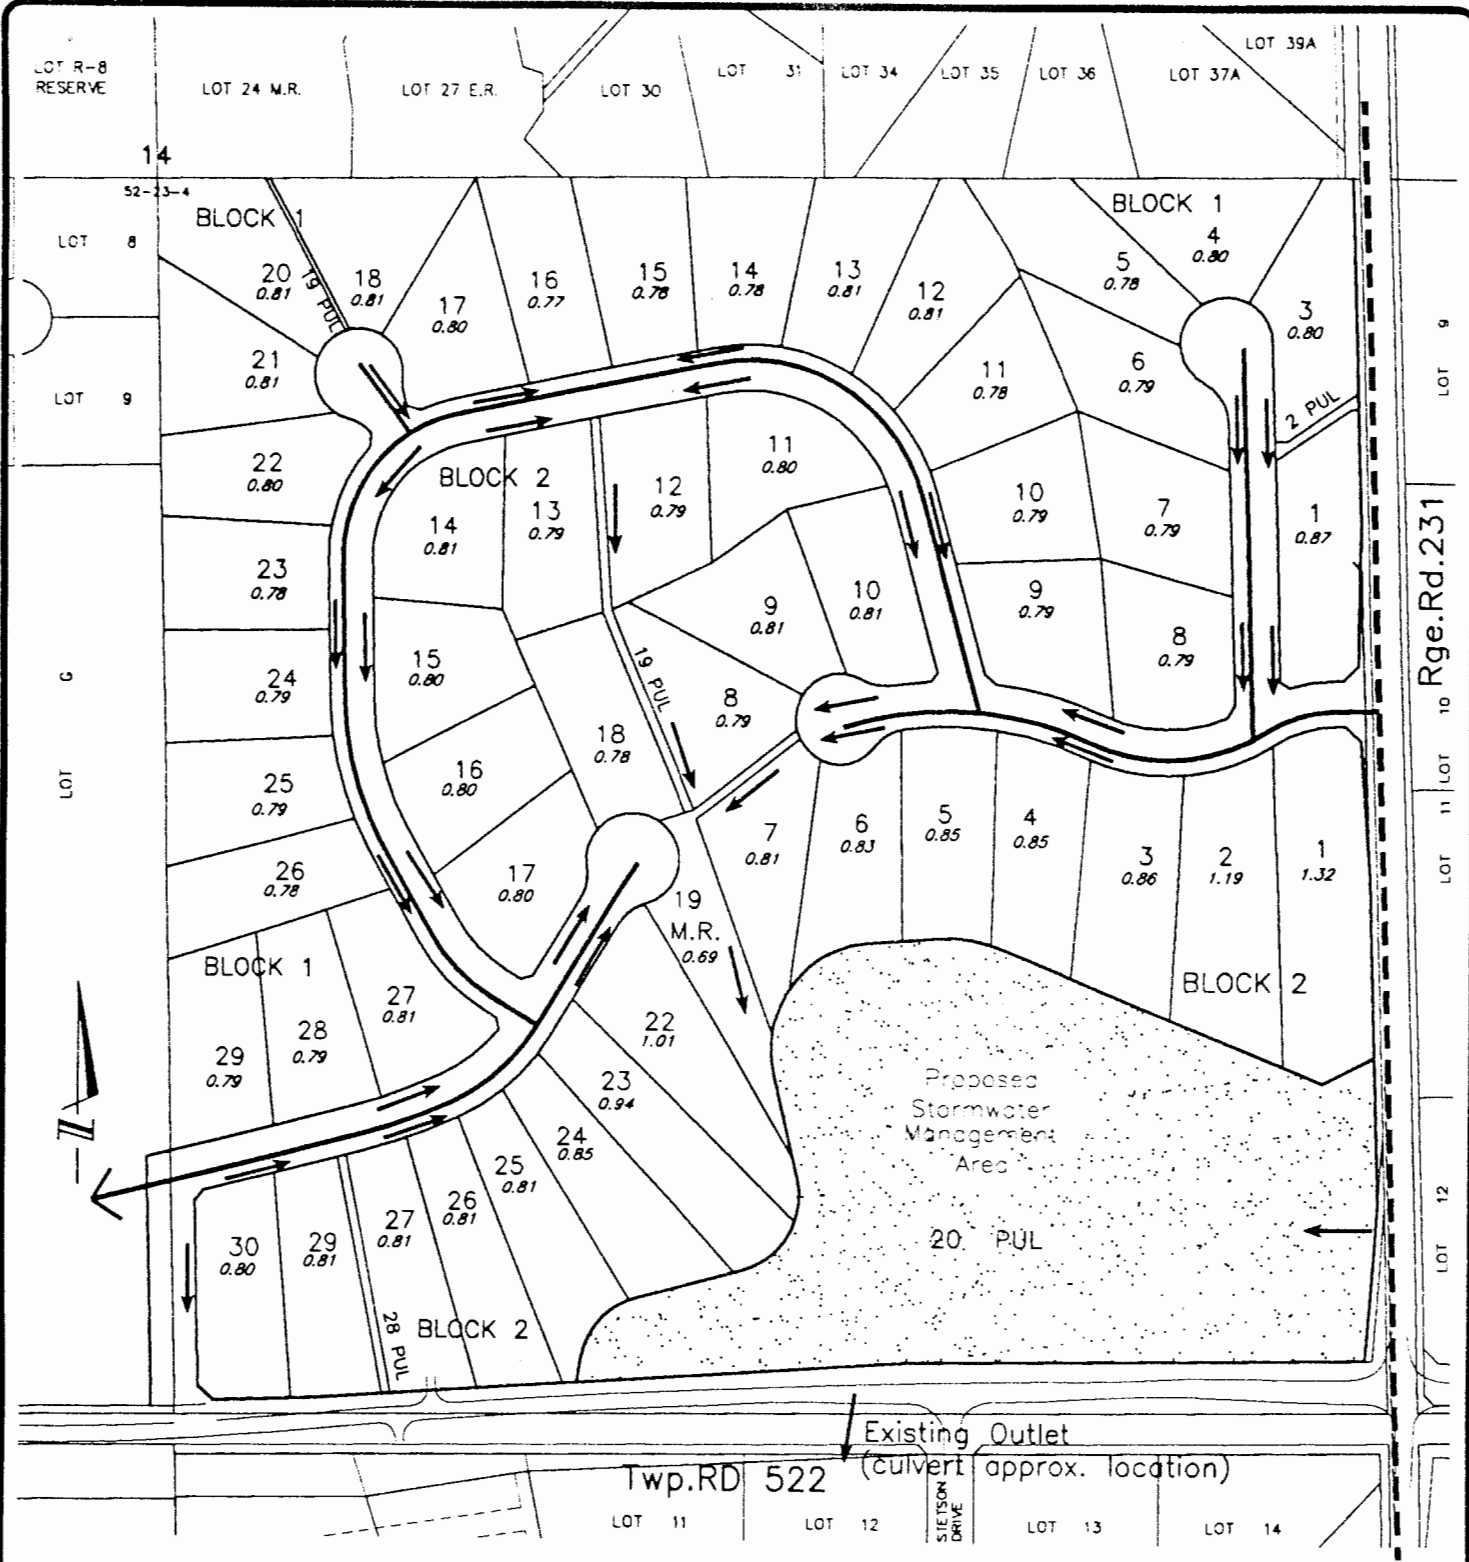 LOT R-8
RESERVE
LOT 24 M.R.
LOT 27 E.R.
LOT 30
LOT 31
LOT 34
LOT 35
LOT 36
LOT 37A
LOT 39A
14
52-23-4
LOT 8
LOT 9
LOT G
BLOCK 1
20
0.81
19 PUL
18
0.81
17
0.80
16
0.77
15
0.78
14
0.78
13
0.81
12
0.81
BLOCK 1
4
0.80
5
0.78
3
0.80
21
0.81
11
0.78
6
0.79
2 PUL
LOT 9
22
0.80
BLOCK 2
14
0.81
13
0.79
12
0.79
11
0.80
10
0.79
7
0.79
1
0.87
Rge.Rd.231
23
0.78
9
0.81
10
0.81
9
0.79
8
0.79
24
0.79
15
0.80
19 PUL
8
0.79
18
0.78
LOT 10
25
0.79
16
0.80
7
0.81
6
0.83
5
0.85
4
0.85
3
0.86
2
1.19
1
1.32
LOT 11
26
0.78
17
0.80
19
M.R.
0.69
BLOCK 1
27
0.81
BLOCK 2
28
0.79
29
0.79
22
1.01
23
0.94
Proposed
Stormwater
Management
Area
Z
24
0.85
25
0.81
26
0.81
27
0.81
29
0.81
30
0.80
20 PUL
LOT 12
28 PUL
BLOCK 2
Existing Outlet
(culvert approx. location)
Twp.RD 522
STETSON
DRIVE
LOT 11
LOT 12
LOT 13
LOT 14